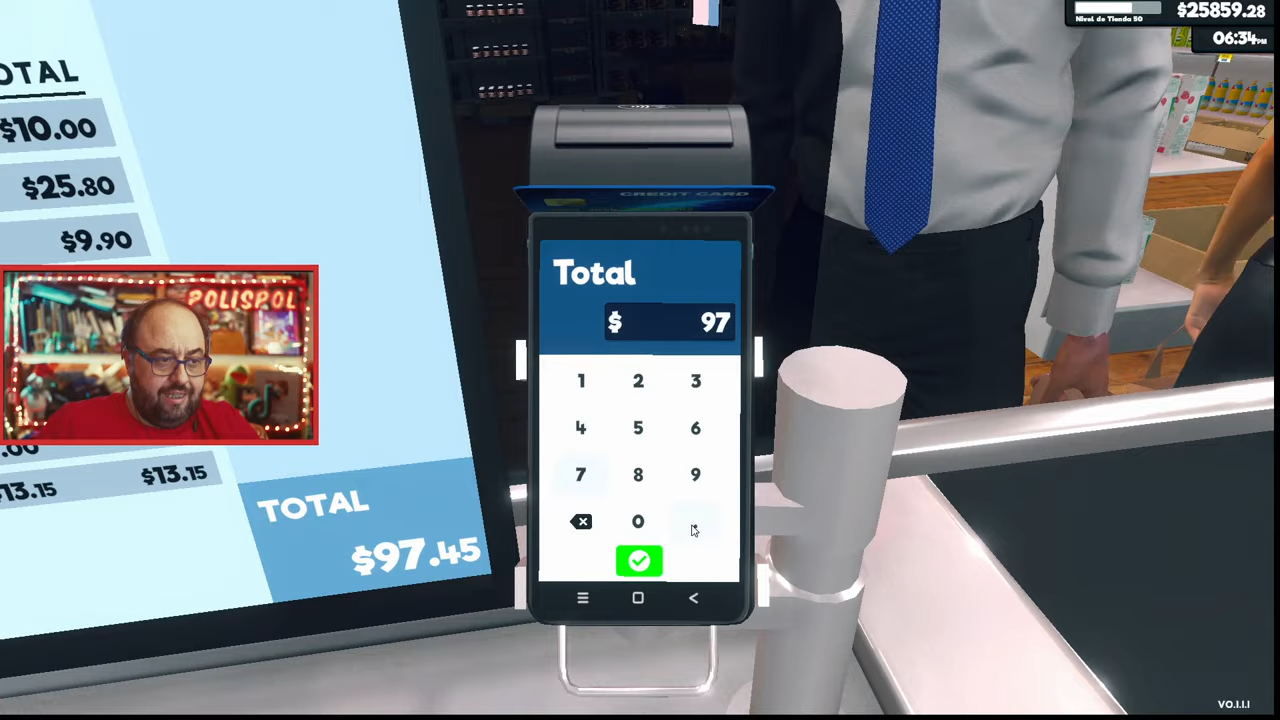 $25859.28
Nivel de Tienda 50
06:34PM
OTAL
$10.00
$25.80
$9.90
.00
13.15
$13.15
TOTAL
$97.45
POLISPOL
CREDIT CARD
Total
$ 97
1 2 3
4 5 6
7 8 9
0 .
V0.1.1.1